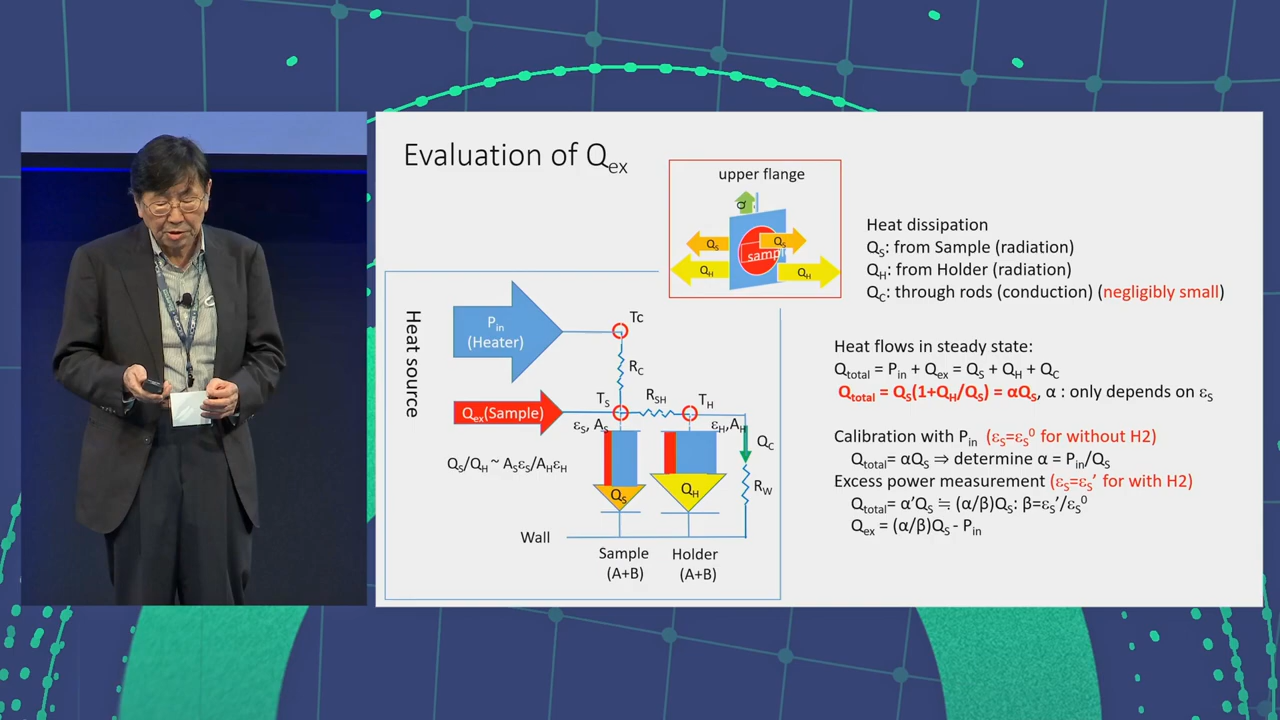 Evaluation of Qex
upper flange
Q
QS
QS
sample
QH
QH
Heat dissipation
QS: from Sample (radiation)
QH: from Holder (radiation)
QC: through rods (conduction) (negligibly small)
Heat source
Pin
(Heater)
Tc
RC
TS
RSH
TH
Qex(Sample)
εS, AS
εH,AH
QC
QS/QH ~ ASεS/AHεH
QS
QH
RW
Wall
Sample
(A+B)
Holder
(A+B)
Heat flows in steady state:
Qtotal = Pin + Qex = QS + QH + QC
Qtotal = QS(1+QH/QS) = αQS, α : only depends on εS
Calibration with Pin (εS=εS⁰ for without H2)
Qtotal= αQS ⇒ determine α = Pin/QS
Excess power measurement (εS=εS’ for with H2)
Qtotal= α’QS ≒ (α/β)QS: β=εS’/εS⁰
Qex = (α/β)QS - Pin